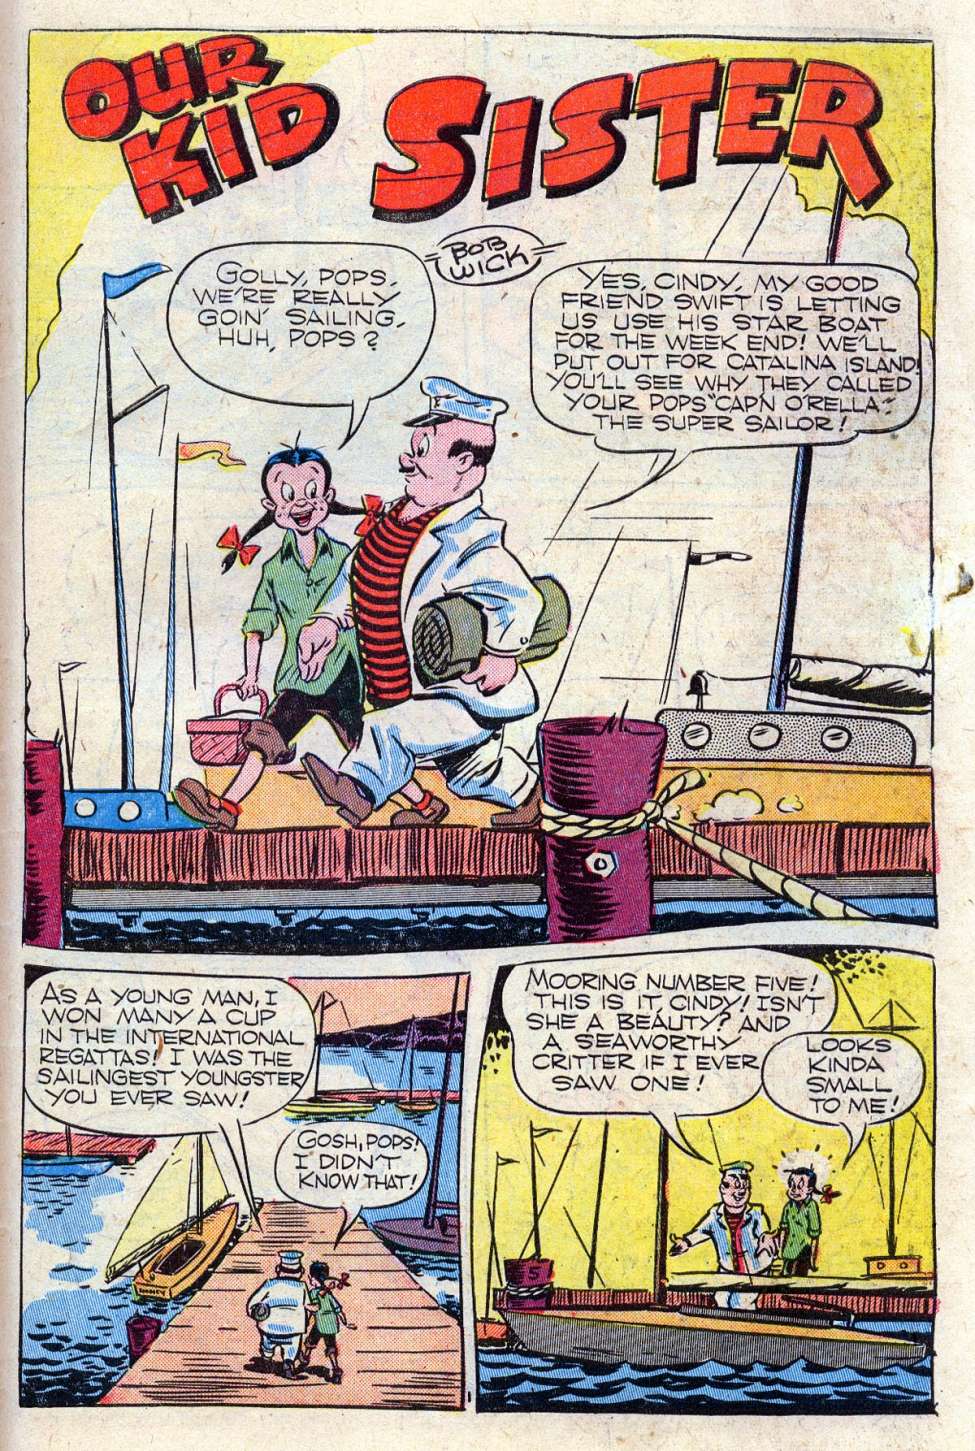 OUR
KID SISTER
BOB
WICK
GOLLY, POPS,
WE'RE REALLY
GOIN' SAILING,
HUH, POPS?
YES, CINDY, MY GOOD
FRIEND SWIFT IS LETTING
US USE HIS STAR BOAT
FOR THE WEEK END! WE'LL
PUT OUT FOR CATALINA ISLAND!
YOU'LL SEE WHY THEY CALLED
YOUR POPS "CAP'N O'RELLA",
THE SUPER SAILOR!
AS A YOUNG MAN, I
WON MANY A CUP
IN THE INTERNATIONAL
REGATTAS! I WAS THE
SAILINGEST YOUNGSTER
YOU EVER SAW!
GOSH, POPS!
I DIDN'T
KNOW THAT!
MOORING NUMBER FIVE!
THIS IS IT, CINDY! ISN'T
SHE A BEAUTY? AND
A SEAWORTHY
CRITTER IF I EVER
SAW ONE!
LOOKS
KINDA
SMALL
TO ME!
5
1